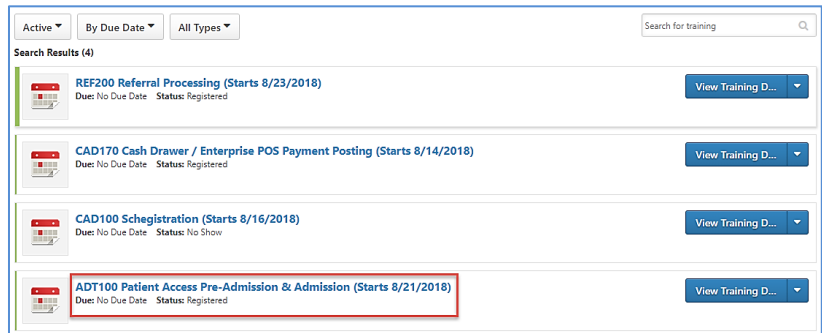 Active By Due Date All Types Search for training
Search Results (4)
REF200 Referral Processing (Starts 8/23/2018)
Due: No Due Date Status: Registered
View Training D...
CAD170 Cash Drawer / Enterprise POS Payment Posting (Starts 8/14/2018)
Due: No Due Date Status: Registered
View Training D...
CAD100 Schegistration (Starts 8/16/2018)
Due: No Due Date Status: No Show
View Training D...
ADT100 Patient Access Pre-Admission & Admission (Starts 8/21/2018)
Due: No Due Date Status: Registered
View Training D...